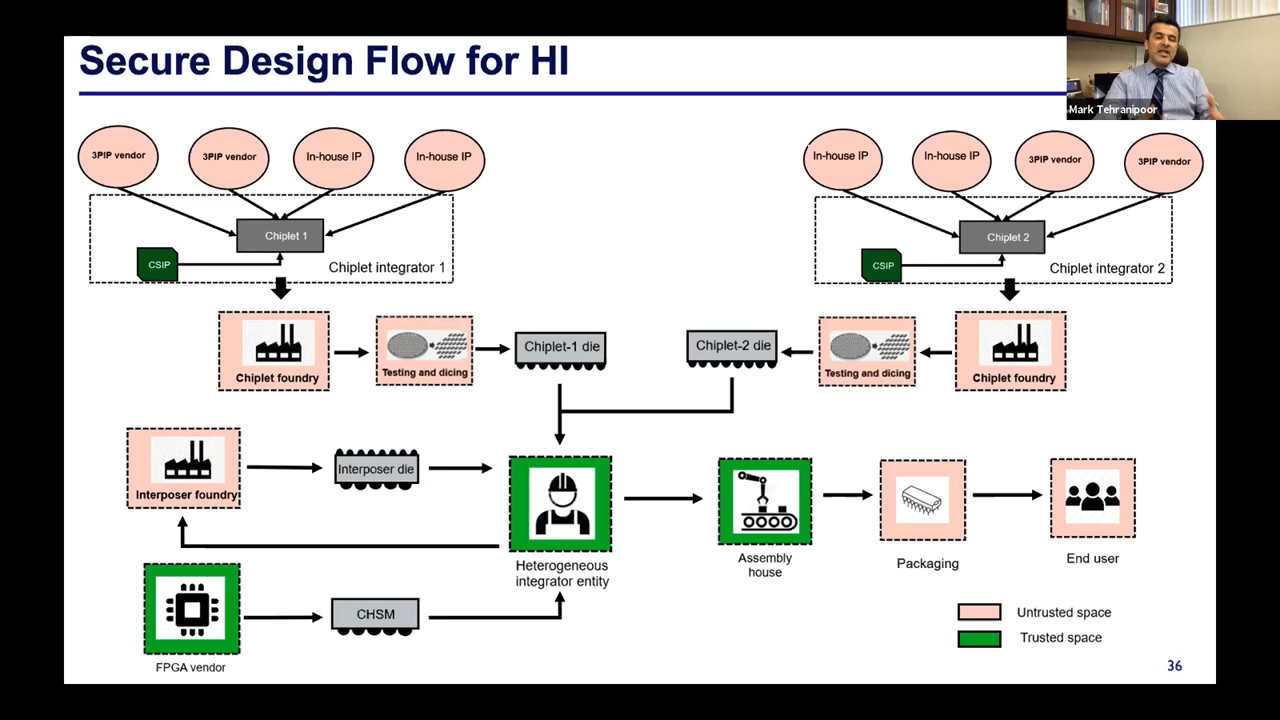 Secure Design Flow for HI
Mark Tehranipoor
3PIP vendor
3PIP vendor
In-house IP
In-house IP
In-house IP
In-house IP
3PIP vendor
3PIP vendor
Chiplet 1
CSIP
Chiplet integrator 1
Chiplet 2
CSIP
Chiplet integrator 2
Chiplet foundry
Testing and dicing
Chiplet-1 die
Chiplet-2 die
Testing and dicing
Chiplet foundry
Interposer foundry
Interposer die
Heterogeneous
integrator entity
Assembly
house
Packaging
End user
FPGA vendor
CHSM
Untrusted space
Trusted space
36